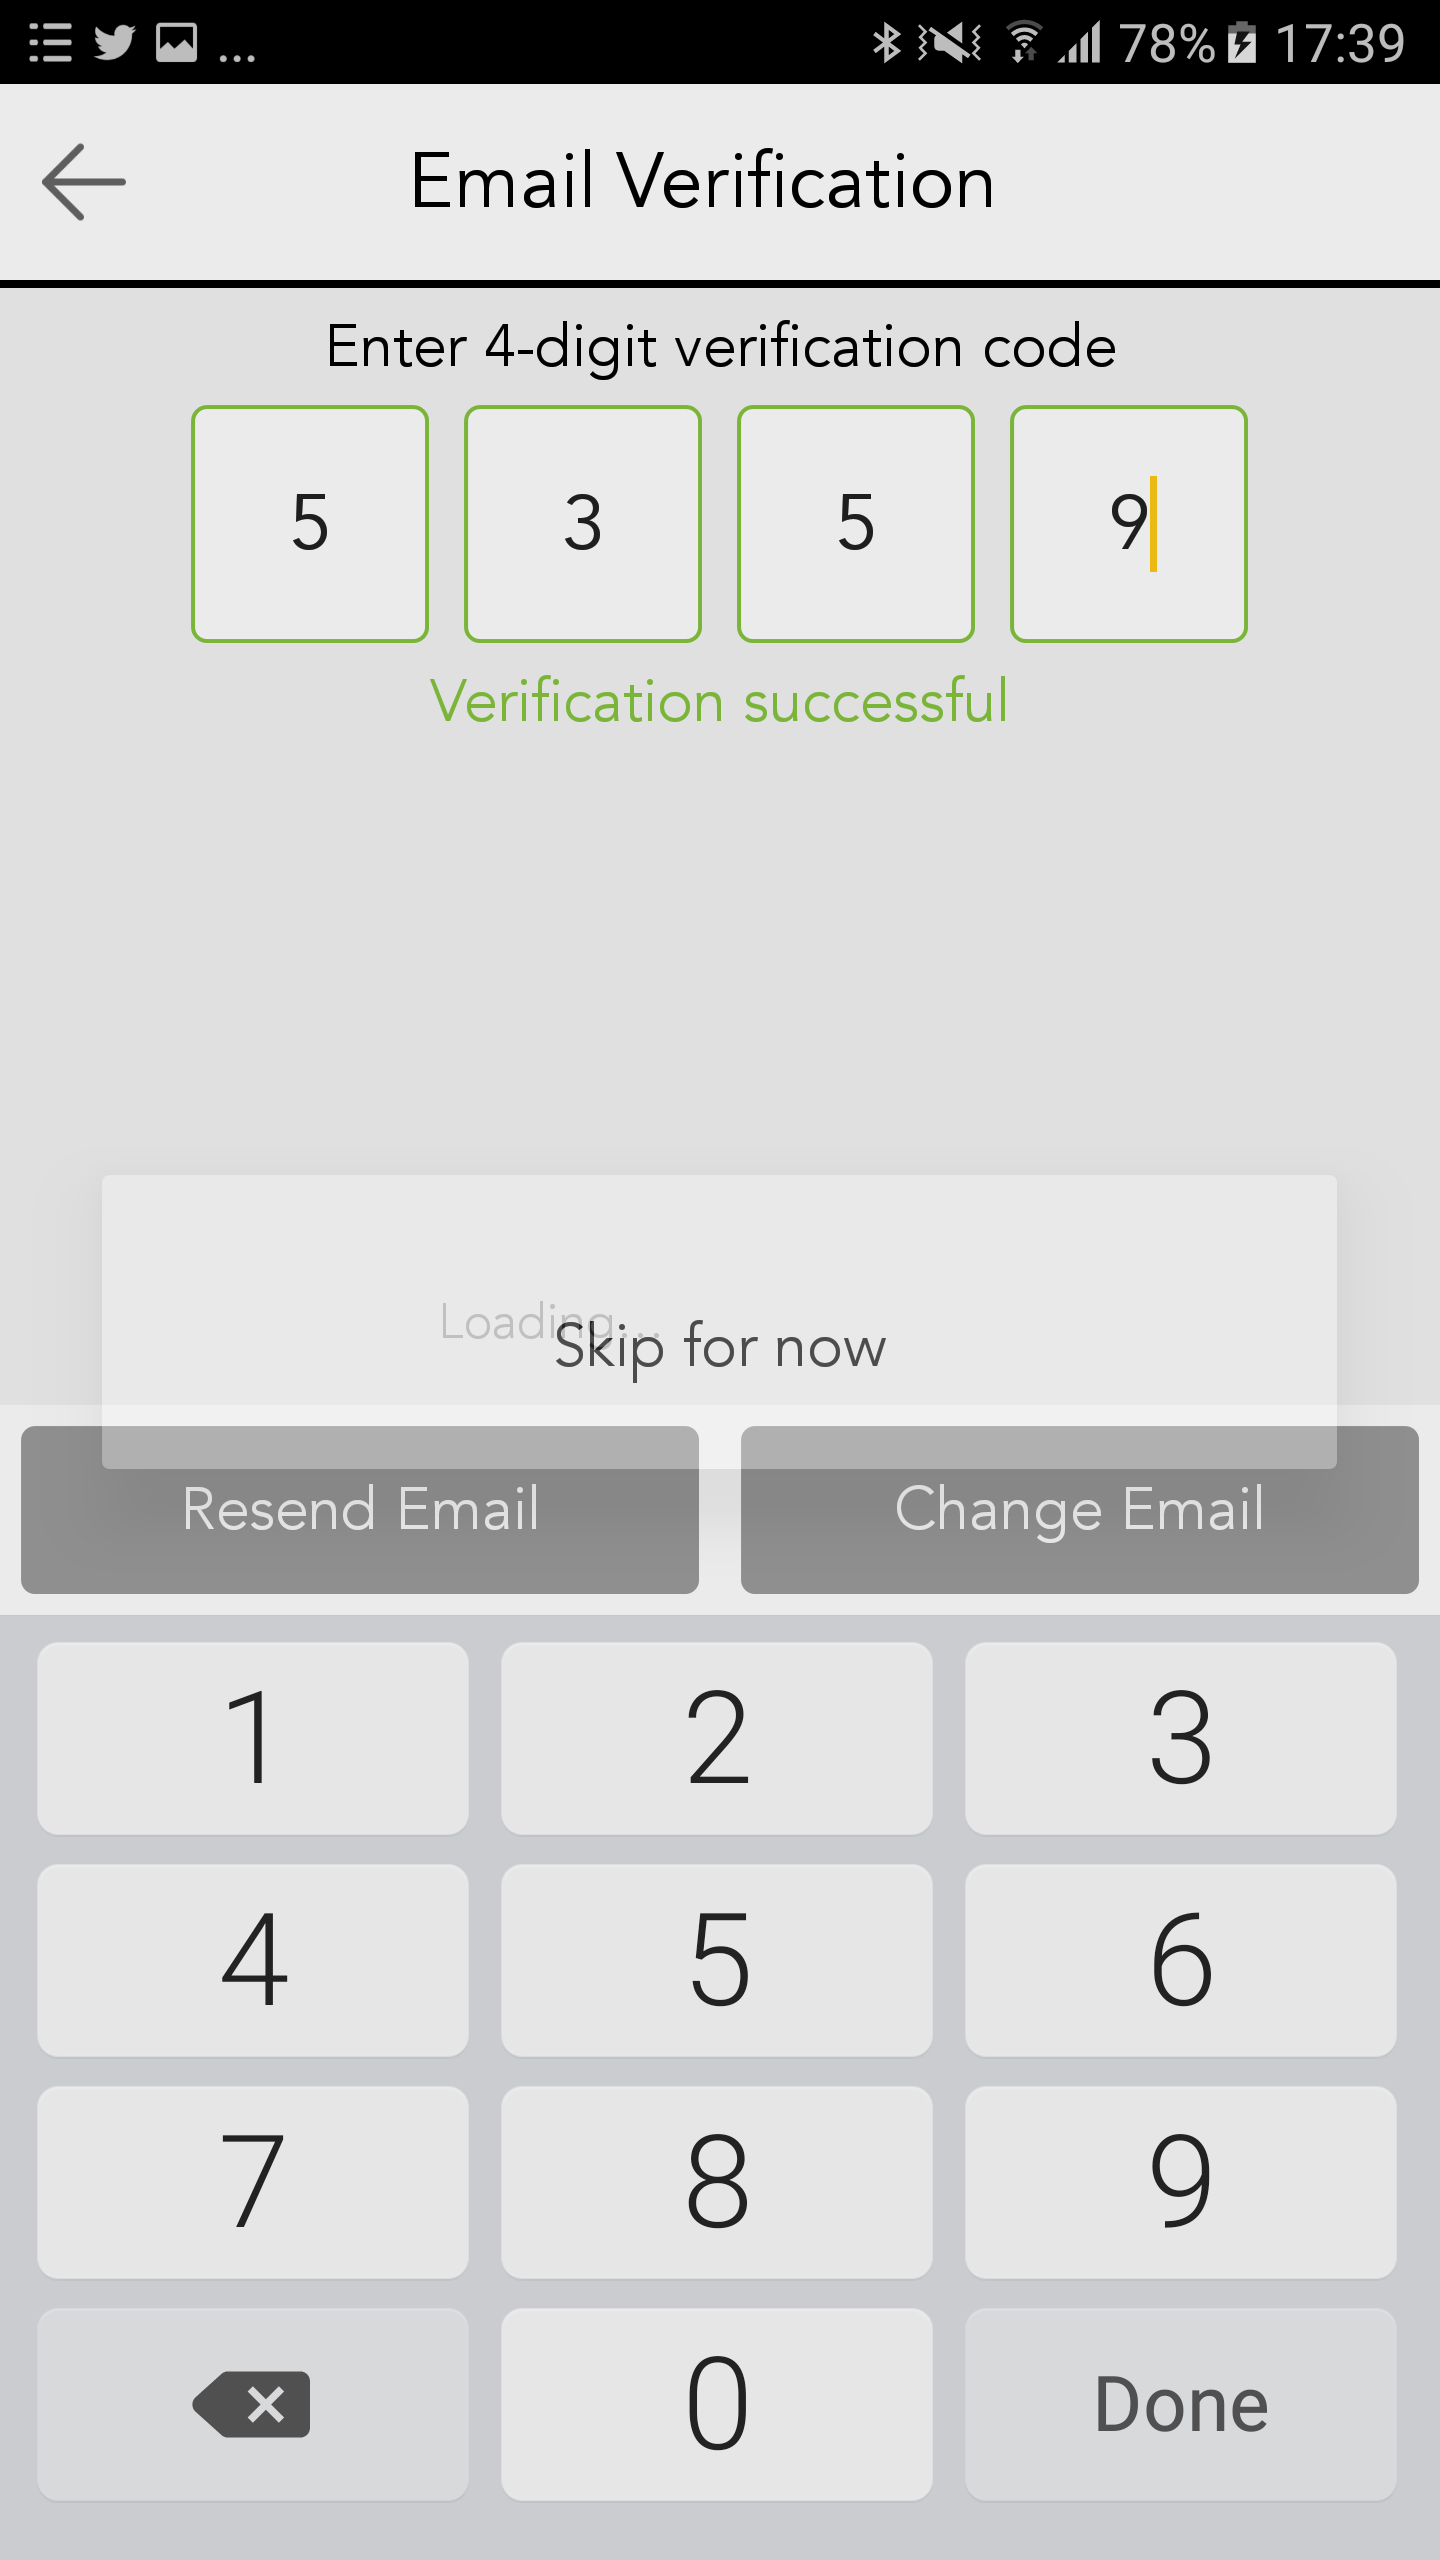 ... 78% 17:39
Email Verification
Enter 4-digit verification code
5 3 5 9
Verification successful
Loading...
Skip for now
Resend Email Change Email
1 2 3
4 5 6
7 8 9
0 Done